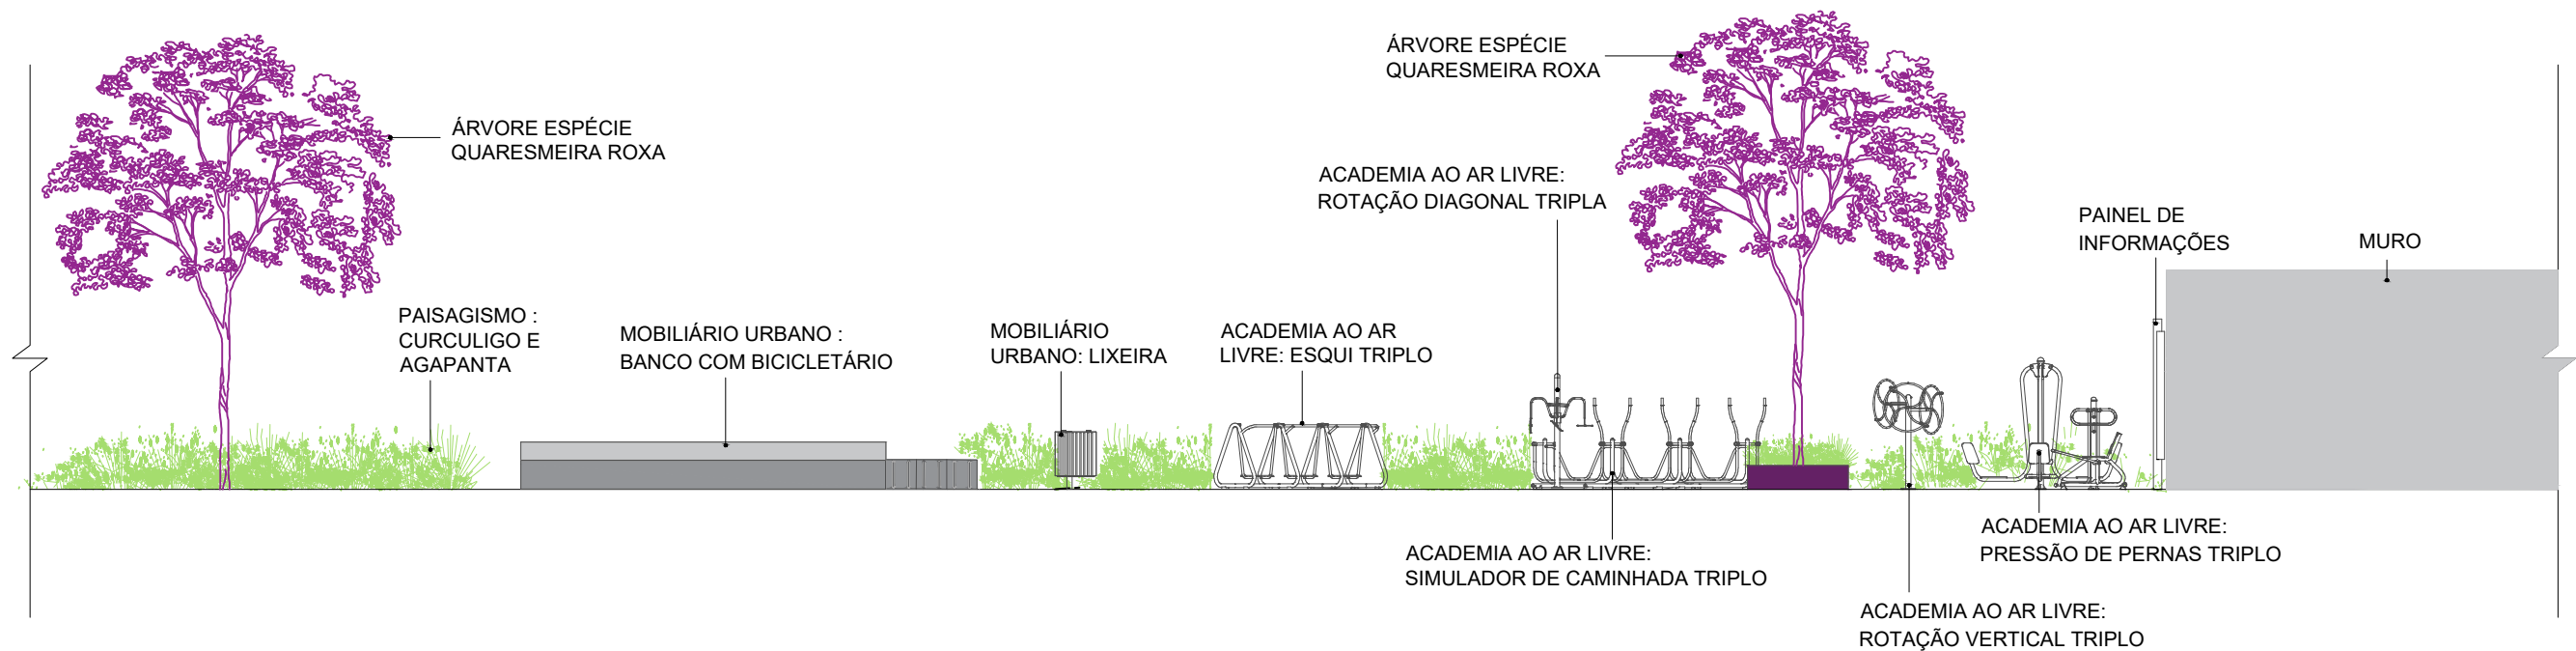 ÁRVORE ESPÉCIE
QUARESMEIRA ROXA
ÁRVORE ESPÉCIE
QUARESMEIRA ROXA
ACADEMIA AO AR LIVRE:
ROTAÇÃO DIAGONAL TRIPLA
PAINEL DE
INFORMAÇÕES
MURO
PAISAGISMO :
CURCULIGO E
AGAPANTA
MOBILIÁRIO URBANO :
BANCO COM BICICLETÁRIO
MOBILIÁRIO
URBANO: LIXEIRA
ACADEMIA AO AR
LIVRE: ESQUI TRIPLO
ACADEMIA AO AR LIVRE:
SIMULADOR DE CAMINHADA TRIPLO
ACADEMIA AO AR LIVRE:
PRESSÃO DE PERNAS TRIPLO
ACADEMIA AO AR LIVRE:
ROTAÇÃO VERTICAL TRIPLO